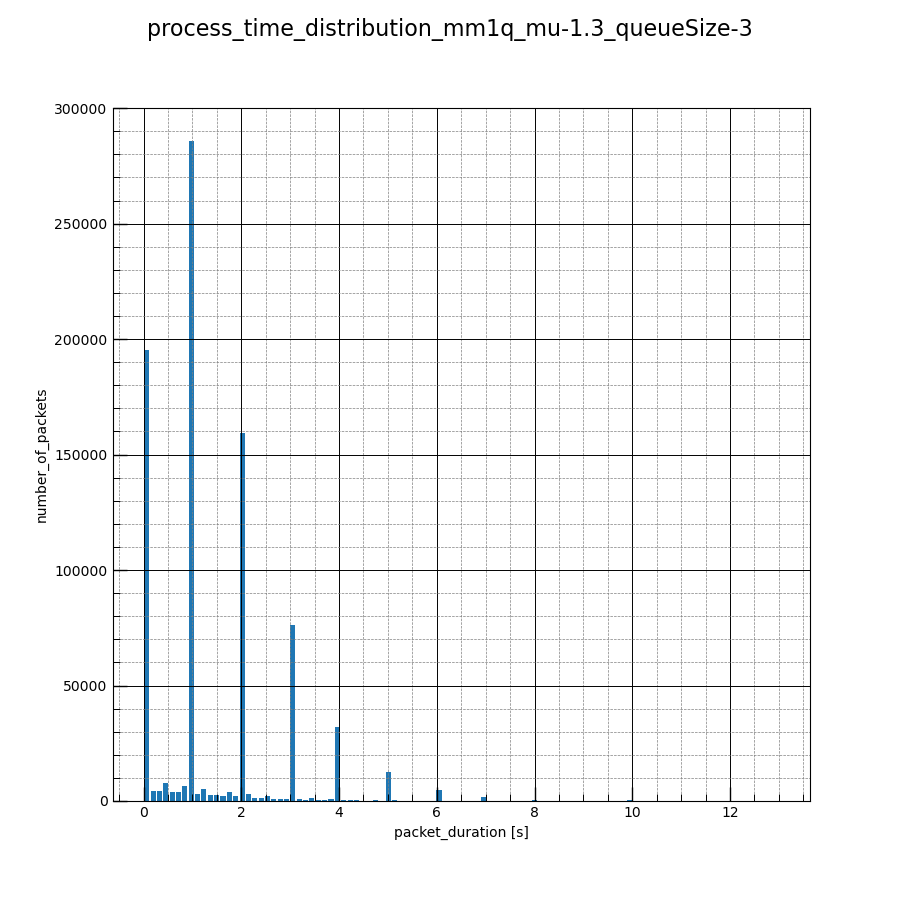 process_time_distribution_mm1q_mu-1.3_queueSize-3
300000
250000
200000
150000
100000
50000
0
number_of_packets
0 2 4 6 8 10 12
packet_duration [s]